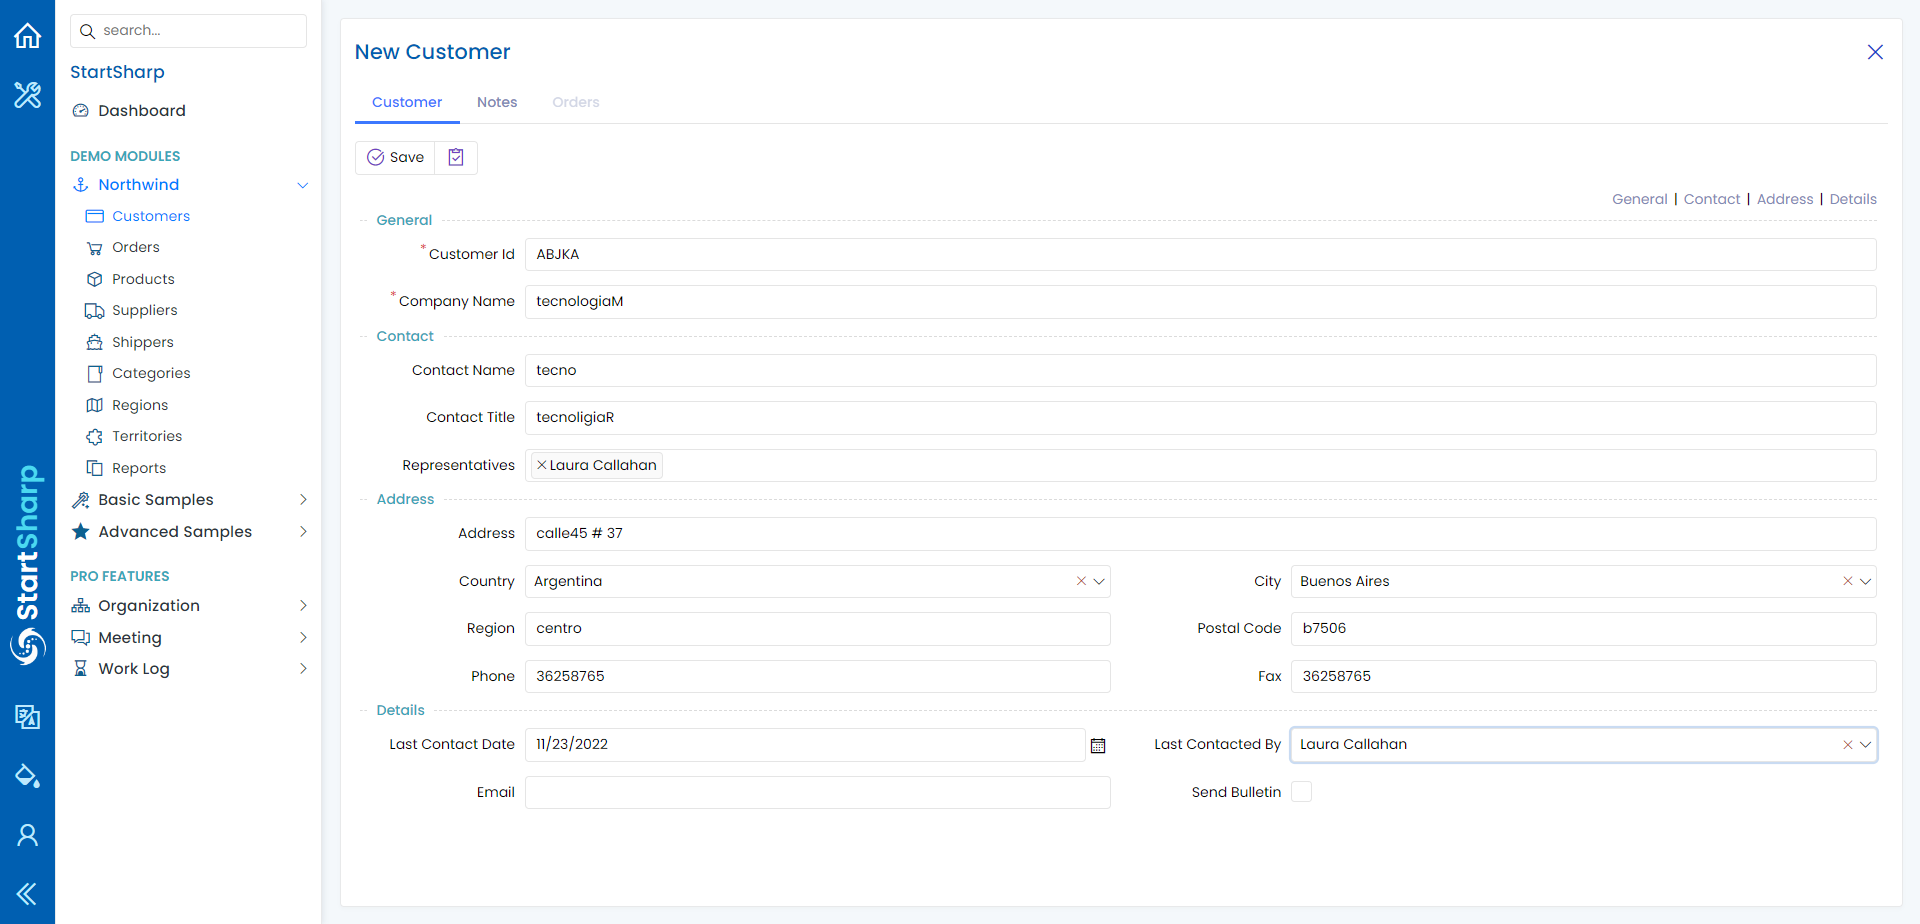 search...
StartSharp
Dashboard
DEMO MODULES
Northwind
Customers
Orders
Products
Suppliers
Shippers
Categories
Regions
Territories
Reports
Basic Samples
Advanced Samples
PRO FEATURES
Organization
Meeting
Work Log
StartSharp
New Customer
Customer Notes Orders
Save
General | Contact | Address | Details
General
* Customer Id ABJKA
* Company Name tecnologiaM
Contact
Contact Name tecno
Contact Title tecnoligiaR
Representatives Laura Callahan
Address
Address calle45 # 37
Country Argentina City Buenos Aires
Region centro Postal Code b7506
Phone 36258765 Fax 36258765
Details
Last Contact Date 11/23/2022 Last Contacted By Laura Callahan
Email Send Bulletin